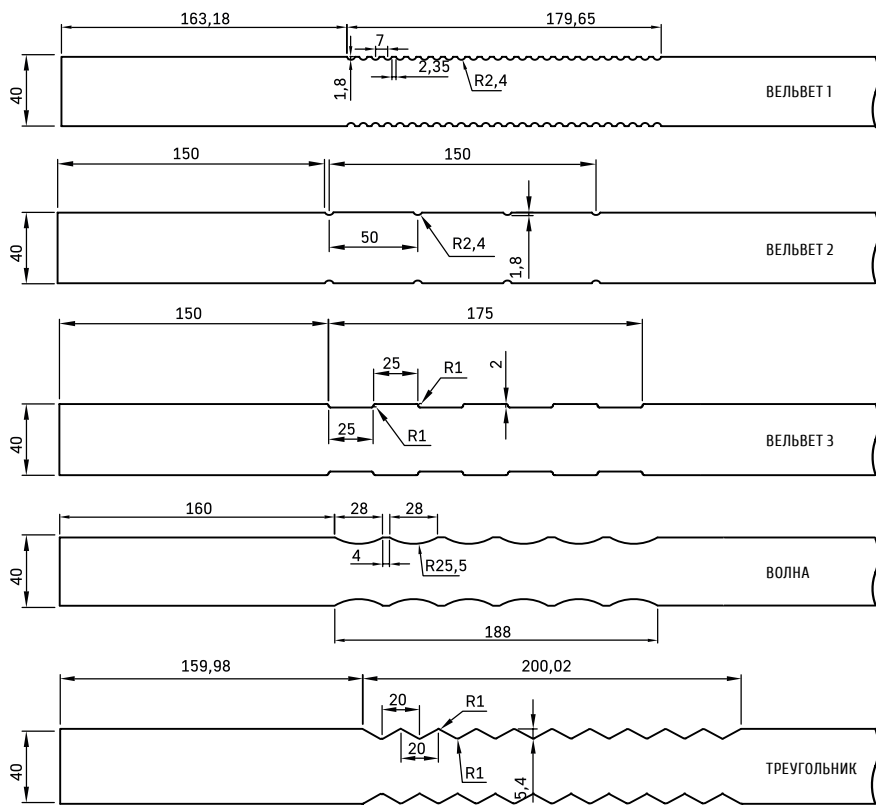 163,18
179,65
7
2,35
R2,4
1,8
40
ВЕЛЬВЕТ 1
150
150
50
R2,4
1,8
40
ВЕЛЬВЕТ 2
150
175
25
R1
2
25
R1
40
ВЕЛЬВЕТ 3
160
28
28
4
R25,5
40
ВОЛНА
188
159,98
200,02
20
R1
20
R1
5,4
40
ТРЕУГОЛЬНИК